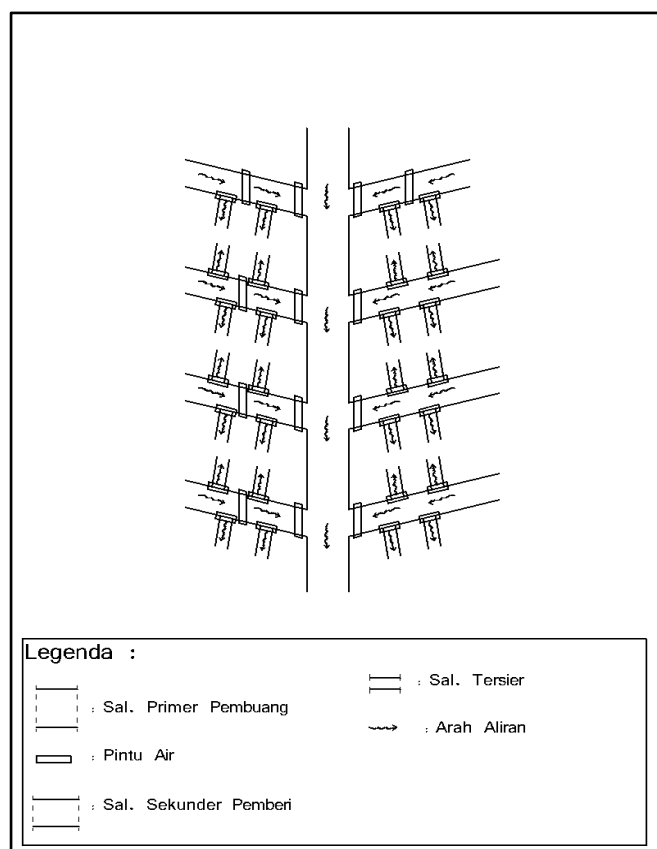 Legenda :
: Sal. Primer Pembuang
: Pintu Air
: Sal. Sekunder Pemberi
: Sal. Tersier
: Arah Aliran